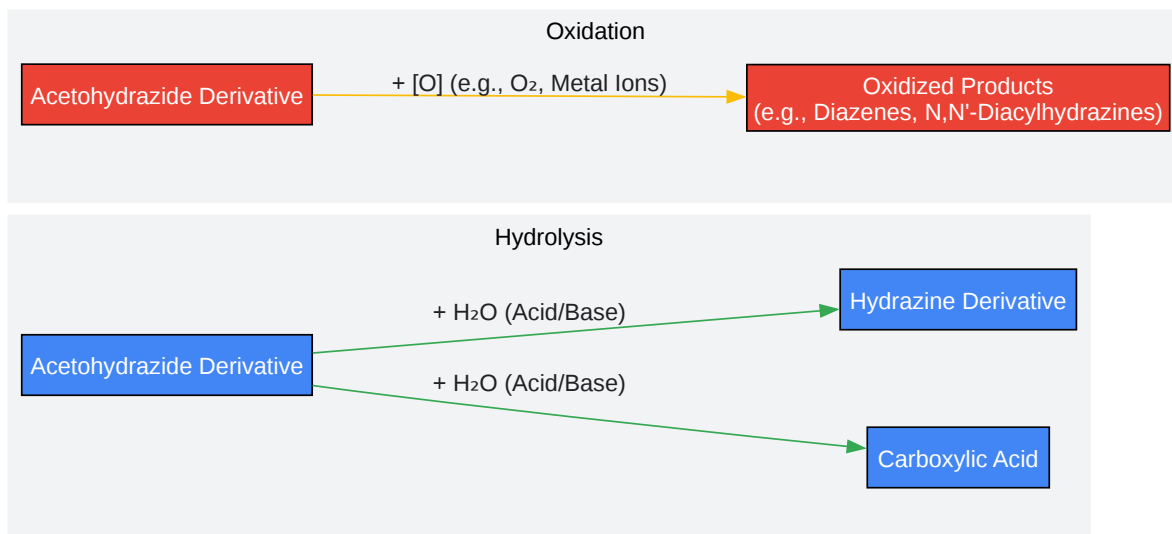 Oxidation
Acetohydrazide Derivative
+ [O] (e.g., O₂, Metal Ions)
Oxidized Products
(e.g., Diazenes, N,N'-Diacylhydrazines)
Hydrolysis
Acetohydrazide Derivative
+ H₂O (Acid/Base)
Hydrazine Derivative
+ H₂O (Acid/Base)
Carboxylic Acid